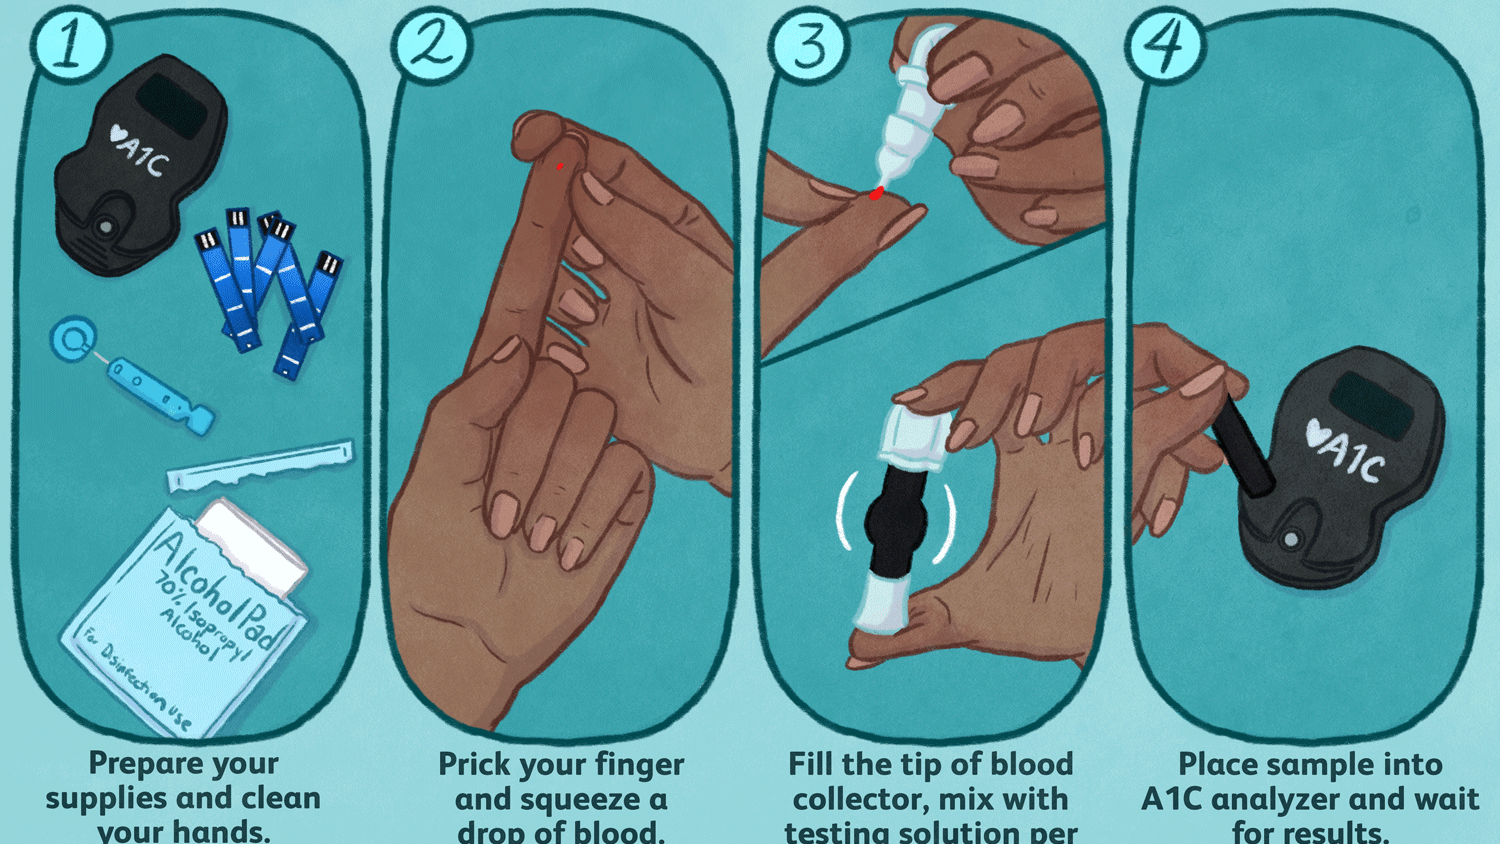 1
♥A1C
Alcohol Pad
70% Isopropyl
Alcohol
For Disinfection use
Prepare your
supplies and clean
your hands.
2
Prick your finger
and squeeze a
drop of blood.
3
Fill the tip of blood
collector, mix with
testing solution per
4
♥A1C
Place sample into
A1C analyzer and wait
for results.